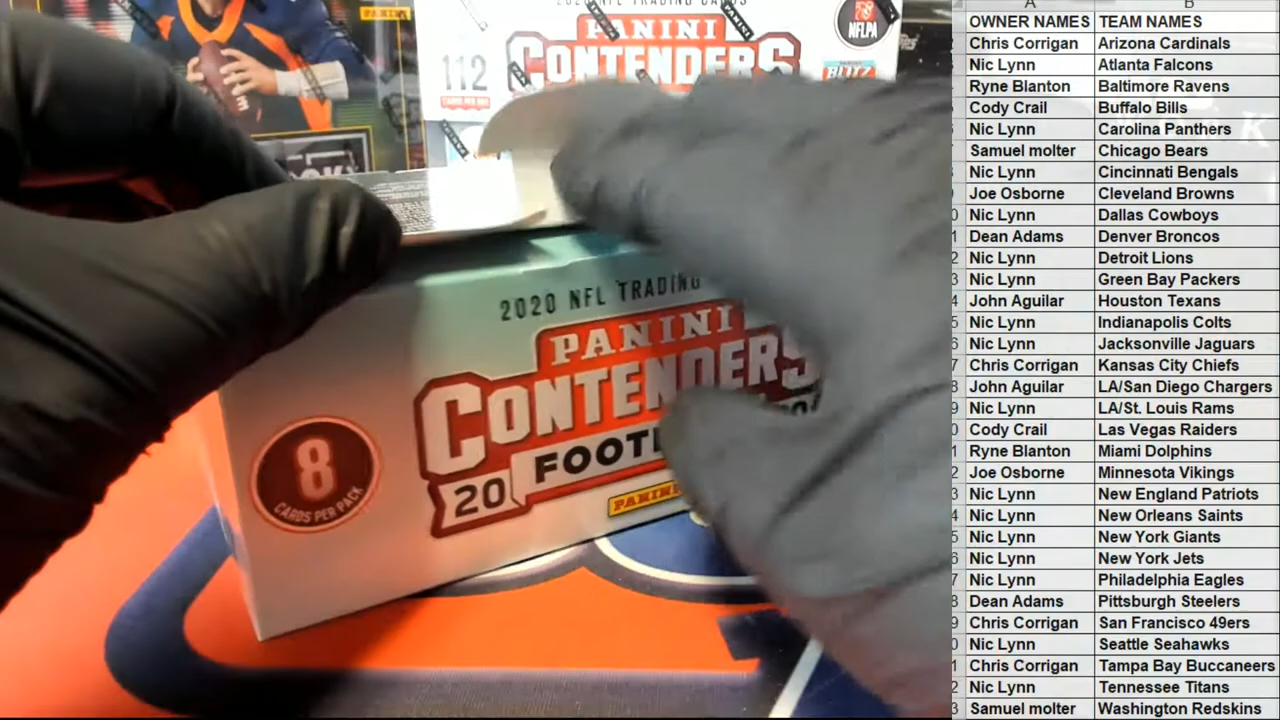 2020 NFL TRADING CARDS
PANINI
CONTENDERS
112
CARDS PER BOX
NFLPA
BLITZ
PANINI
2020 NFL TRADING
PANINI
CONTENDERS
20
PANINI
8
CARDS PER PACK
A B
OWNER NAMES TEAM NAMES
Chris Corrigan Arizona Cardinals
Nic Lynn Atlanta Falcons
Ryne Blanton Baltimore Ravens
Cody Crail Buffalo Bills
Nic Lynn Carolina Panthers
Samuel molter Chicago Bears
Nic Lynn Cincinnati Bengals
Joe Osborne Cleveland Browns
Nic Lynn Dallas Cowboys
Dean Adams Denver Broncos
Nic Lynn Detroit Lions
Nic Lynn Green Bay Packers
John Aguilar Houston Texans
Nic Lynn Indianapolis Colts
Nic Lynn Jacksonville Jaguars
Chris Corrigan Kansas City Chiefs
John Aguilar LA/San Diego Chargers
Nic Lynn LA/St. Louis Rams
Cody Crail Las Vegas Raiders
Ryne Blanton Miami Dolphins
Joe Osborne Minnesota Vikings
Nic Lynn New England Patriots
Nic Lynn New Orleans Saints
Nic Lynn New York Giants
Nic Lynn New York Jets
Nic Lynn Philadelphia Eagles
Dean Adams Pittsburgh Steelers
Chris Corrigan San Francisco 49ers
Nic Lynn Seattle Seahawks
Chris Corrigan Tampa Bay Buccaneers
Nic Lynn Tennessee Titans
Samuel molter Washington Redskins